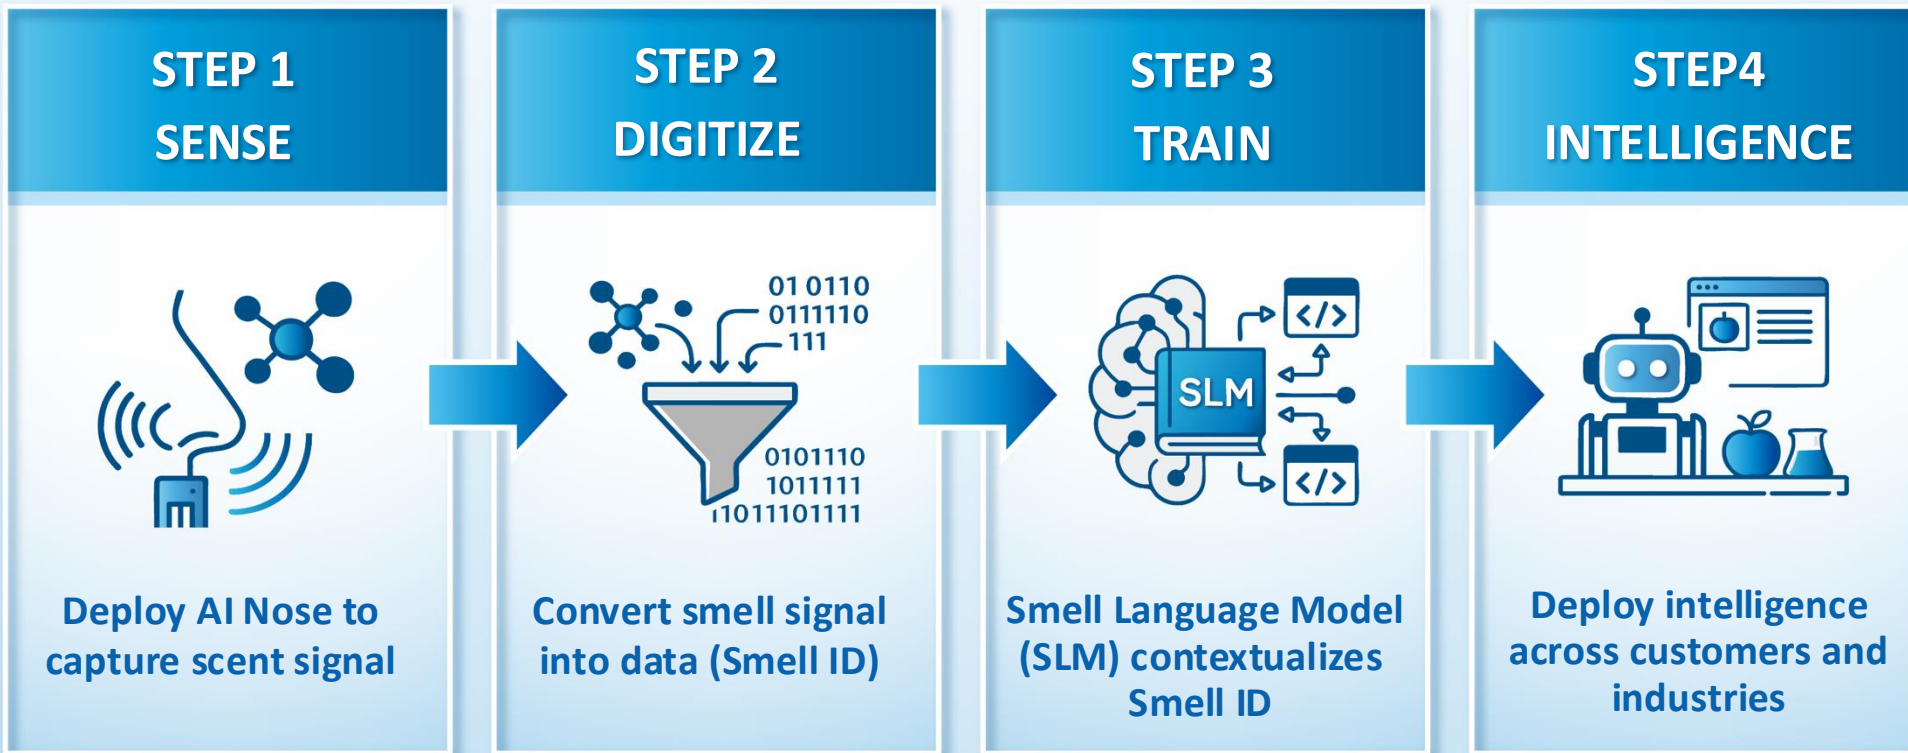 STEP 1
SENSE
Deploy AI Nose to
capture scent signal
STEP 2
DIGITIZE
01 0110
0111110
111
0101110
1011111
11011101111
Convert smell signal
into data (Smell ID)
STEP 3
TRAIN
SLM
</>
</>
Smell Language Model
(SLM) contextualizes
Smell ID
STEP4
INTELLIGENCE
Deploy intelligence
across customers and
industries